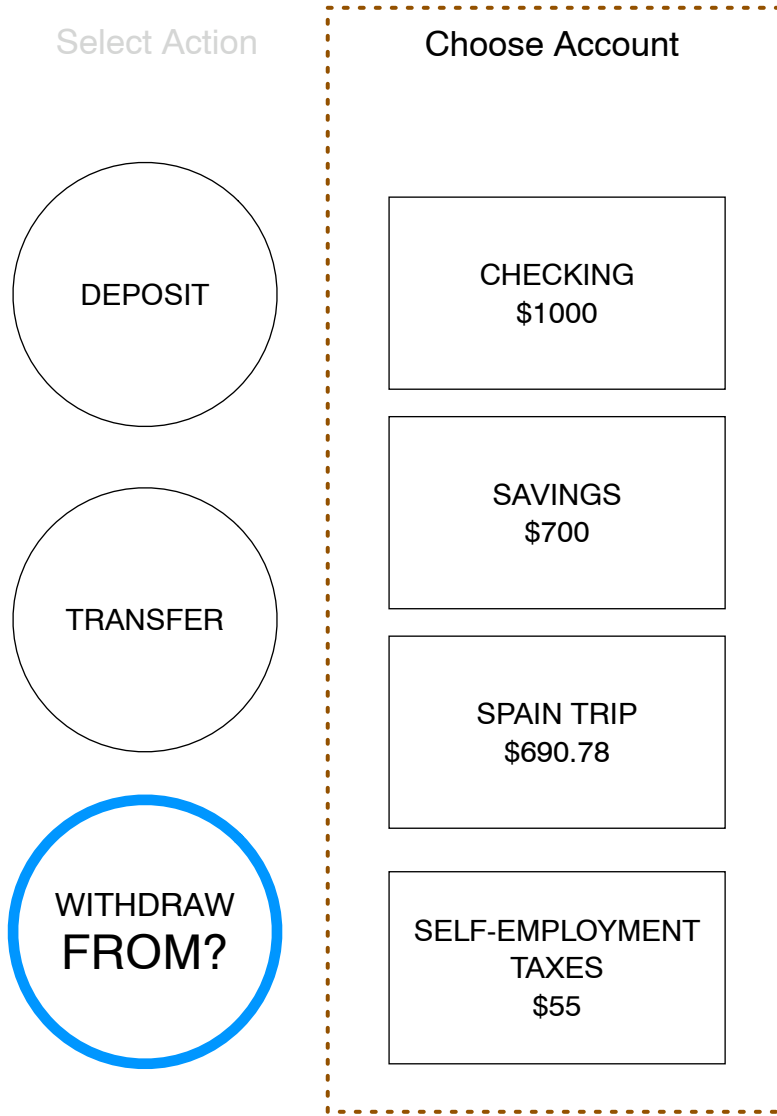 Select Action
DEPOSIT
TRANSFER
WITHDRAW
FROM?
Choose Account
CHECKING
$1000
SAVINGS
$700
SPAIN TRIP
$690.78
SELF-EMPLOYMENT
TAXES
$55